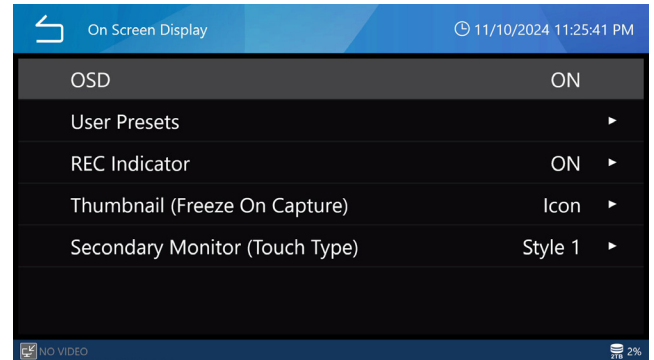 On Screen Display 11/10/2024 11:25:41 PM
OSD ON
User Presets
REC Indicator ON
Thumbnail (Freeze On Capture) Icon
Secondary Monitor (Touch Type) Style 1
NO VIDEO 2TB 2%